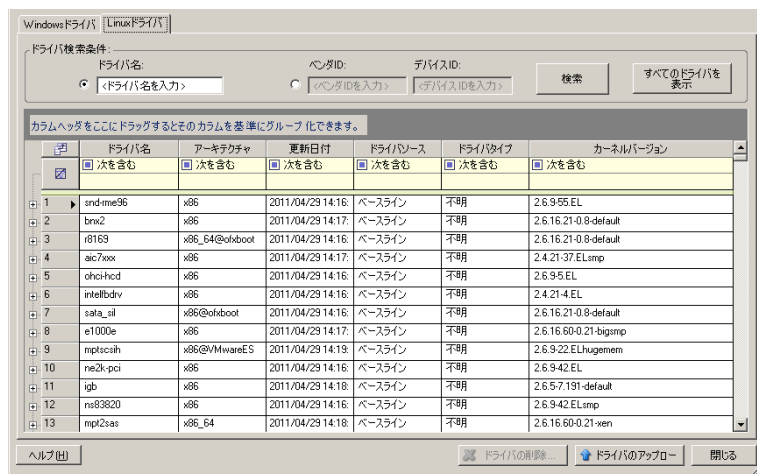 Windowsドライバ Linuxドライバ
ドライバ検索条件:
ドライバ名: ベンダID: デバイスID:
<ドライバ名を入力> <ベンダIDを入力> <デバイスIDを入力> 検索 すべてのドライバを
表示
カラムヘッダをここにドラッグするとそのカラムを基準にグループ化できます。
ドライバ名 アーキテクチャ 更新日付 ドライバソース ドライバタイプ カーネルバージョン
次を含む 次を含む 次を含む 次を含む 次を含む 次を含む
1 snd-rme96 x86 2011/04/29 14:16: ベースライン 不明 2.6.9-55.EL
2 bnx2 x86 2011/04/29 14:17: ベースライン 不明 2.6.16.21-0.8-default
3 r8169 x86_64@ofxboot 2011/04/29 14:16: ベースライン 不明 2.6.16.21-0.8-default
4 aic7xxx x86 2011/04/29 14:17: ベースライン 不明 2.4.21-37.ELsmp
5 ohci-hcd x86 2011/04/29 14:16: ベースライン 不明 2.6.9-5.EL
6 intelfbdrv x86 2011/04/29 14:16: ベースライン 不明 2.4.21-4.EL
7 sata_sil x86@ofxboot 2011/04/29 14:16: ベースライン 不明 2.6.16.21-0.8-default
8 e1000e x86 2011/04/29 14:17: ベースライン 不明 2.6.16.60-0.21-bigsmp
9 mptscsih x86@VMwareES 2011/04/29 14:19: ベースライン 不明 2.6.9-22.ELhugemem
10 ne2k-pci x86 2011/04/29 14:16: ベースライン 不明 2.6.9-42.EL
11 igb x86 2011/04/29 14:18: ベースライン 不明 2.6.5-7.191-default
12 ns83820 x86 2011/04/29 14:16: ベースライン 不明 2.6.9-42.ELsmp
13 mpt2sas x86_64 2011/04/29 14:18: ベースライン 不明 2.6.16.60-0.21-xen
ヘルプ(H) ドライバの削除... ドライバのアップロー 閉じる